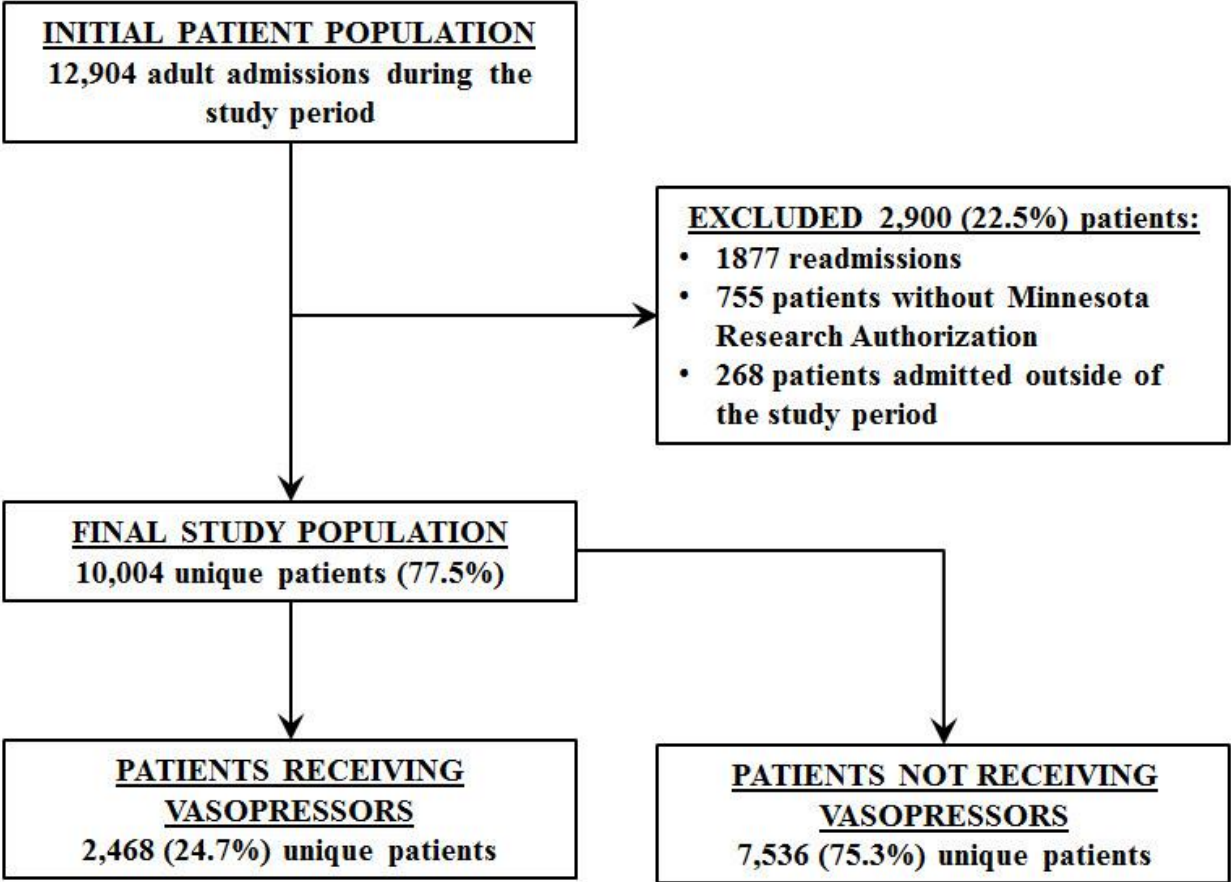 INITIAL PATIENT POPULATION
12,904 adult admissions during the
study period
EXCLUDED 2,900 (22.5%) patients:
• 1877 readmissions
• 755 patients without Minnesota
Research Authorization
• 268 patients admitted outside of
the study period
FINAL STUDY POPULATION
10,004 unique patients (77.5%)
PATIENTS RECEIVING
VASOPRESSORS
2,468 (24.7%) unique patients
PATIENTS NOT RECEIVING
VASOPRESSORS
7,536 (75.3%) unique patients